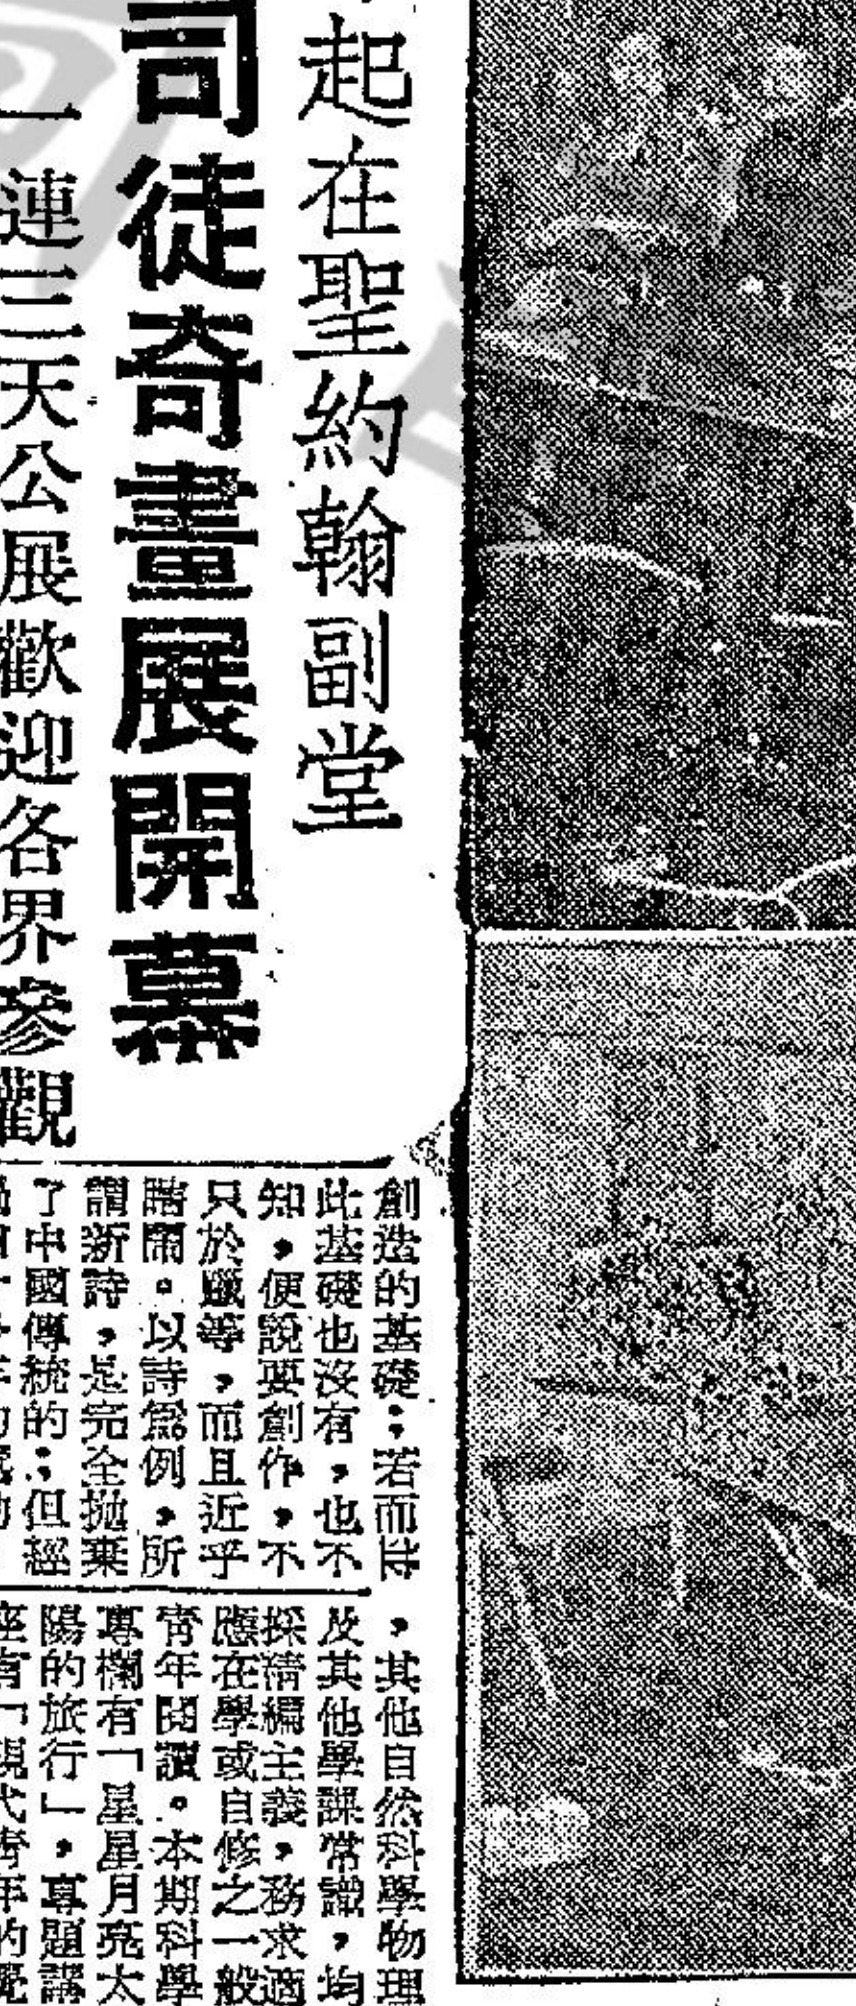 起在聖約翰副堂
司徒奇畫展開幕
一連三天公展歡迎各界參觀
創造的基礎；若而
此基礎也沒有，也不
知，便說要創作，不
只於躐等，而且近乎
瞎鬧。以詩爲例，所
謂新詩，是完全拋棄
了中國傳統的；但經
，其他自然科學物理
及其他學課常識，均
採精編主義，務求適
應在學或自修之一般
青年閱讀。本期科學
專欄有「星星月亮太
陽的旅行」，專題講
座有「現代青年的